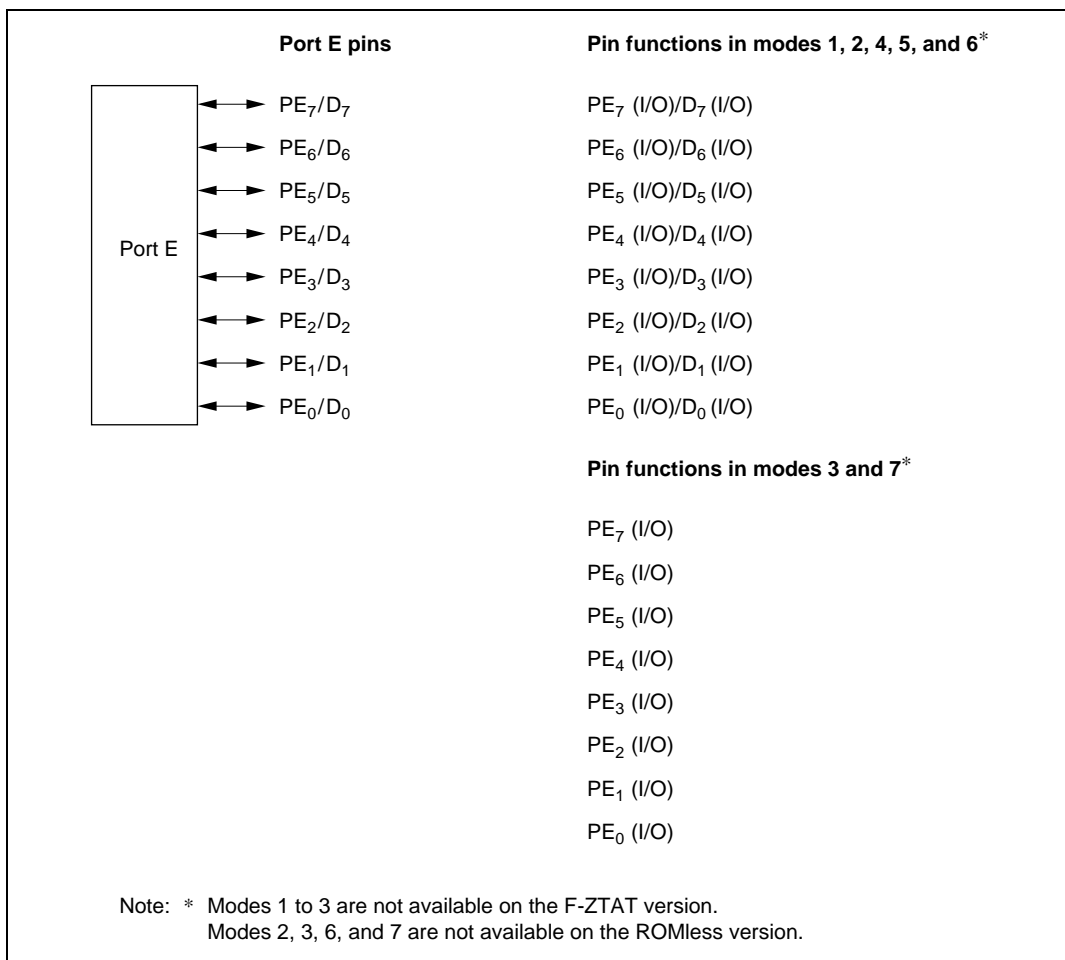 Port E pins Pin functions in modes 1, 2, 4, 5, and 6*
Port E
PE₇/D₇ PE₇ (I/O)/D₇ (I/O)
PE₆/D₆ PE₆ (I/O)/D₆ (I/O)
PE₅/D₅ PE₅ (I/O)/D₅ (I/O)
PE₄/D₄ PE₄ (I/O)/D₄ (I/O)
PE₃/D₃ PE₃ (I/O)/D₃ (I/O)
PE₂/D₂ PE₂ (I/O)/D₂ (I/O)
PE₁/D₁ PE₁ (I/O)/D₁ (I/O)
PE₀/D₀ PE₀ (I/O)/D₀ (I/O)
Pin functions in modes 3 and 7*
PE₇ (I/O)
PE₆ (I/O)
PE₅ (I/O)
PE₄ (I/O)
PE₃ (I/O)
PE₂ (I/O)
PE₁ (I/O)
PE₀ (I/O)
Note: * Modes 1 to 3 are not available on the F-ZTAT version.
Modes 2, 3, 6, and 7 are not available on the ROMless version.